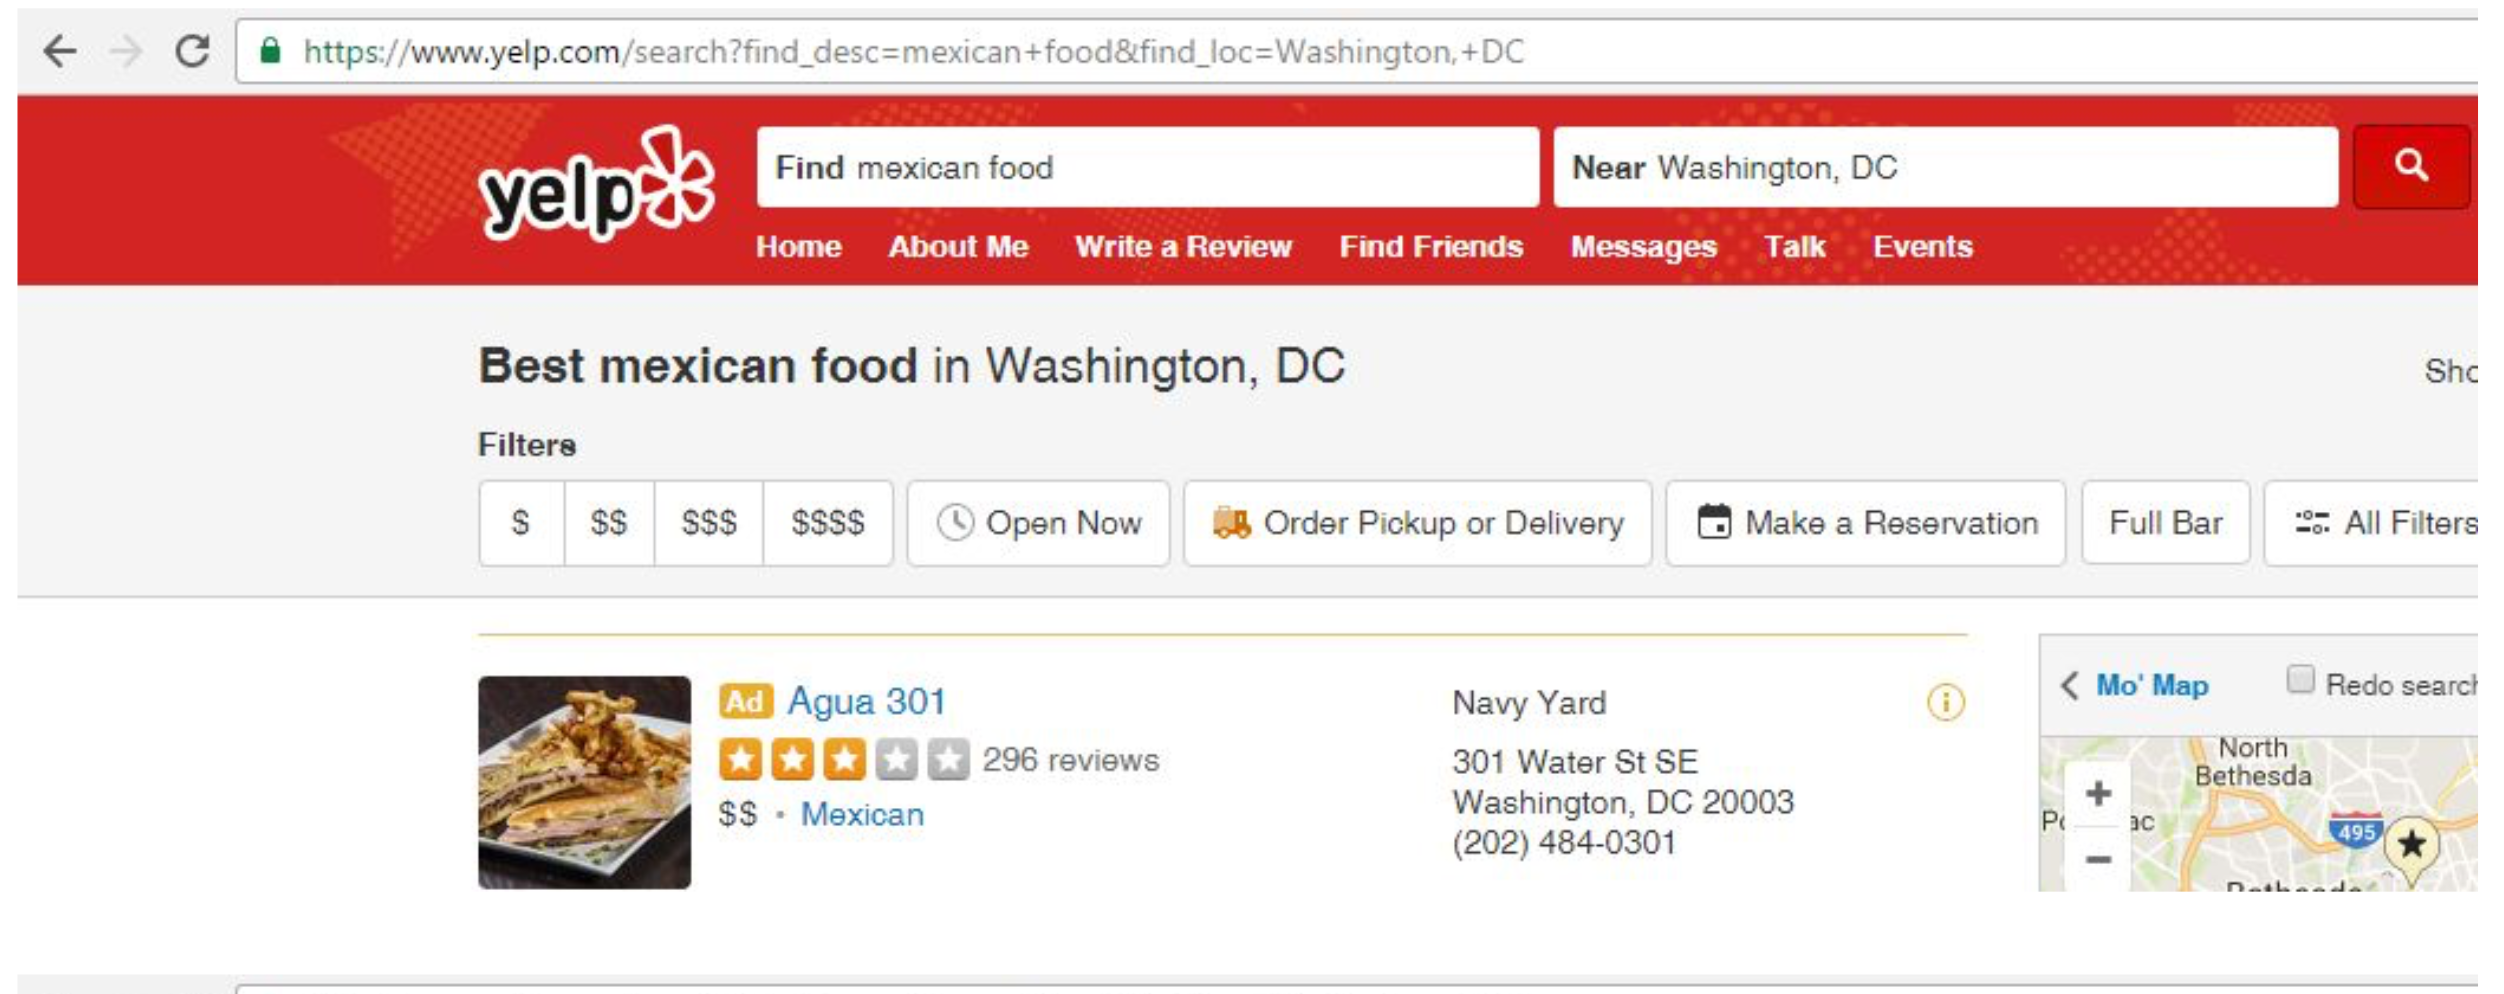 https://www.yelp.com/search?find_desc=mexican+food&find_loc=Washington,+DC
yelp
Find mexican food
Near Washington, DC
Home About Me Write a Review Find Friends Messages Talk Events
Best mexican food in Washington, DC
Filters
$ $$ $$$ $$$$ Open Now Order Pickup or Delivery Make a Reservation Full Bar All Filters
Ad Agua 301
296 reviews
$$ • Mexican
Navy Yard
301 Water St SE
Washington, DC 20003
(202) 484-0301
Mo' Map Redo search
North
Bethesda
495